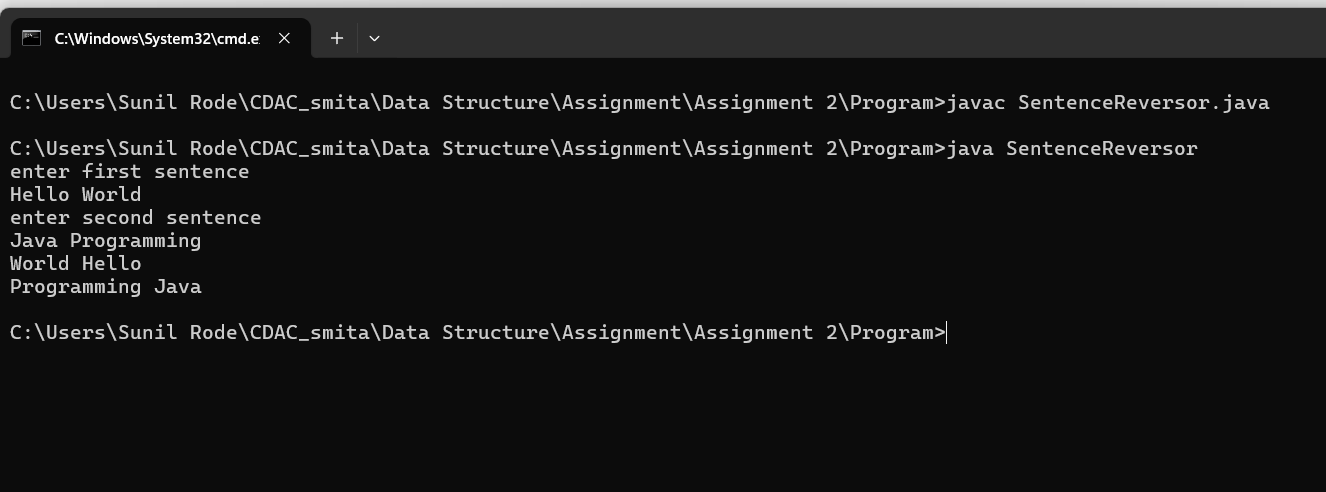 C:\Windows\System32\cmd.e
C:\Users\Sunil Rode\CDAC_smita\Data Structure\Assignment\Assignment 2\Program>javac SentenceReversor.java
C:\Users\Sunil Rode\CDAC_smita\Data Structure\Assignment\Assignment 2\Program>java SentenceReversor
enter first sentence
Hello World
enter second sentence
Java Programming
World Hello
Programming Java
C:\Users\Sunil Rode\CDAC_smita\Data Structure\Assignment\Assignment 2\Program>